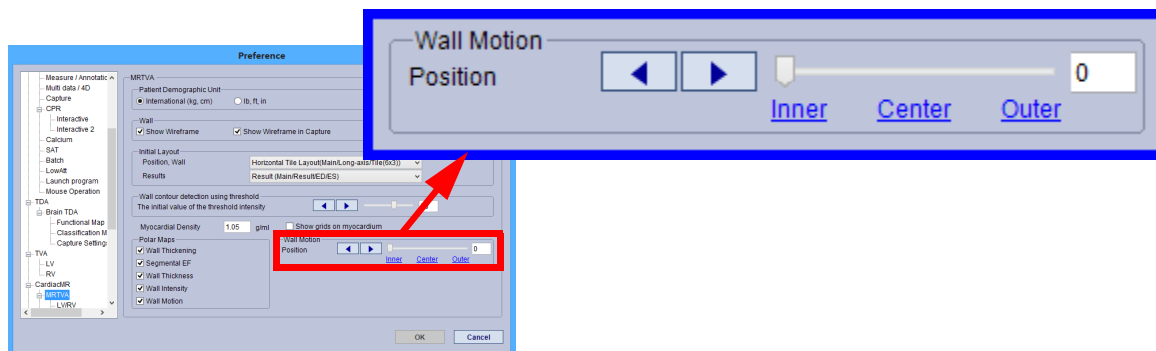 Preference
Measure / Annotatic
Multi data / 4D
Capture
CPR
Interactive
Interactive 2
Calcium
SAT
Batch
LowAtt
Launch program
Mouse Operation
TDA
Brain TDA
Functional Map
Classification M
Capture Setting
TVA
LV
RV
CardiacMR
MRTVA
LV/RV
MRTVA
Patient Demographic Unit
International (kg, cm) lb, ft, in
Wall
Show Wireframe Show Wireframe in Capture
Initial Layout
Position, Wall Horizontal Tile Layout(Main/Long-axis/Tile(6x3))
Results Result (Main/Result/ED/ES)
Wall contour detection using threshold
The initial value of the threshold intensity
Myocardial Density 1.05 g/ml Show grids on myocardium
Polar Maps
Wall Thickening
Segmental EF
Wall Thickness
Wall Intensity
Wall Motion
Wall Motion
Position 0
Inner Center Outer
OK Cancel
Wall Motion
Position 0
Inner Center Outer